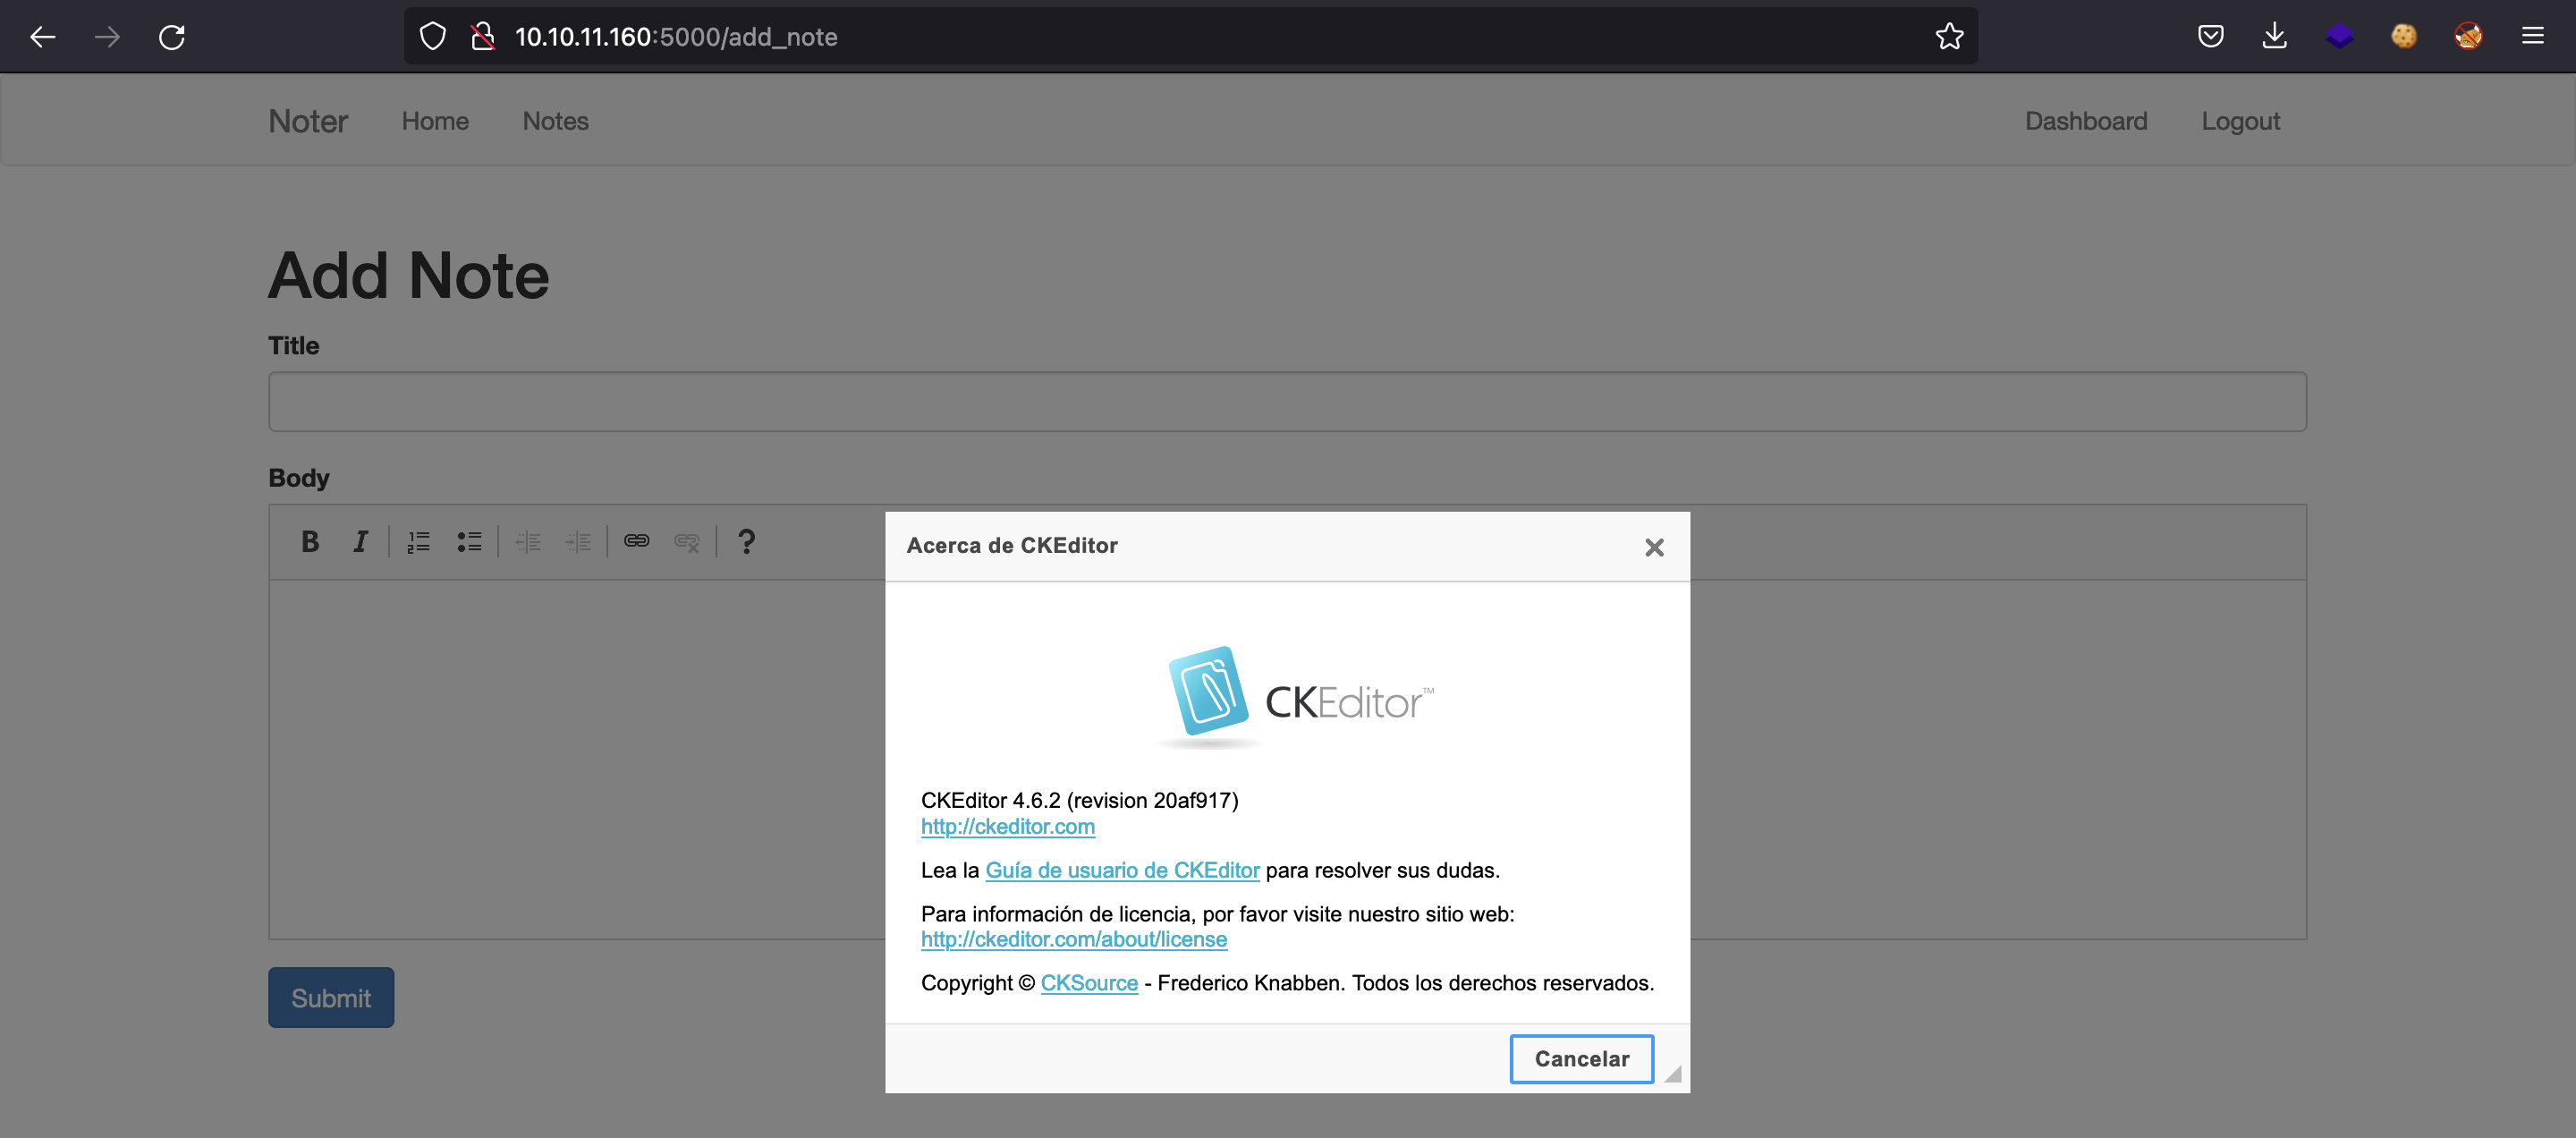 10.10.11.160:5000/add_note
Noter Home Notes Dashboard Logout
Add Note
Title
Body
B I ?
Acerca de CKEditor
CKEditor™
CKEditor 4.6.2 (revision 20af917)
http://ckeditor.com
Lea la Guía de usuario de CKEditor para resolver sus dudas.
Para información de licencia, por favor visite nuestro sitio web:
http://ckeditor.com/about/license
Copyright © CKSource - Frederico Knabben. Todos los derechos reservados.
Submit
Cancelar